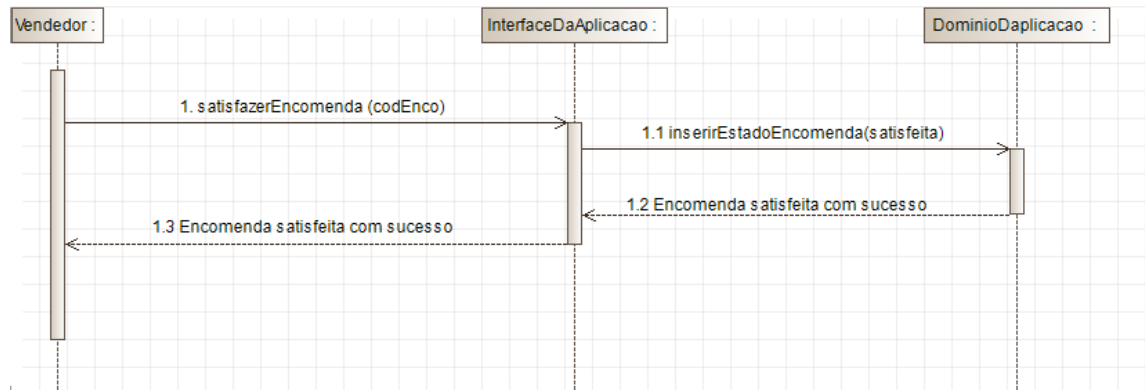 Vendedor :
InterfaceDaAplicacao :
DominioDaplicacao :
1. satisfazerEncomenda (codEnco)
1.1 inserirEstadoEncomenda(satisfeita)
1.2 Encomenda satisfeita com sucesso
1.3 Encomenda satisfeita com sucesso